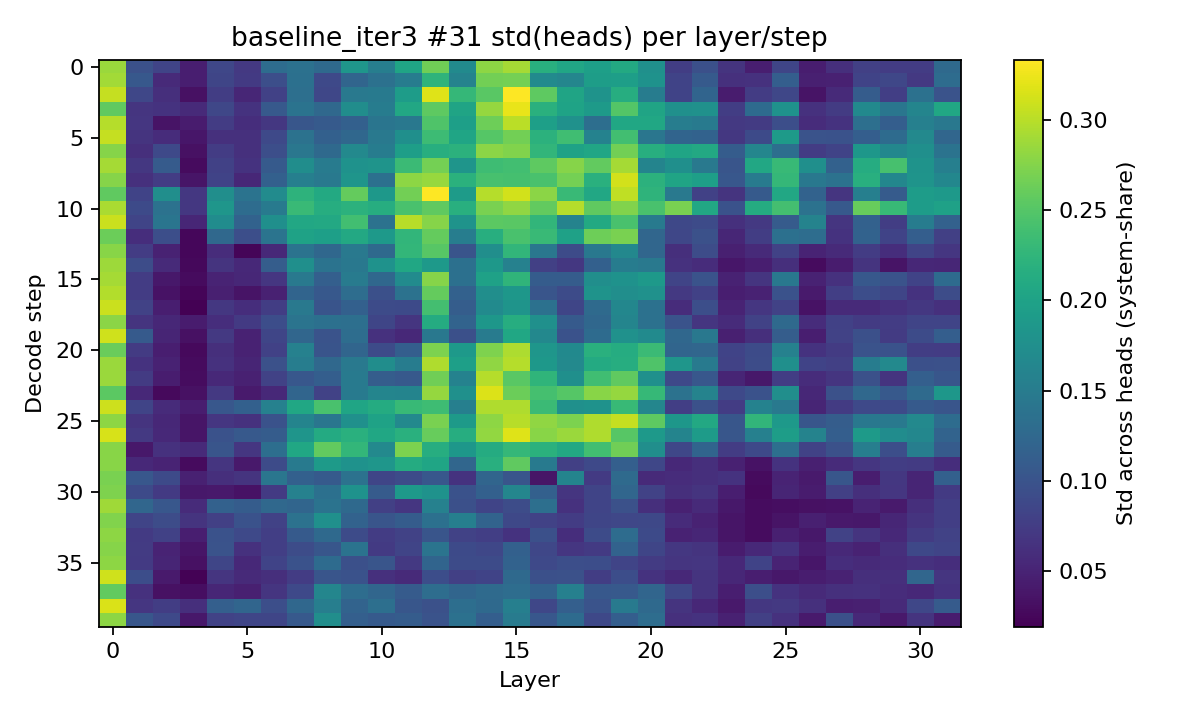 baseline_iter3 #31 std(heads) per layer/step
Decode step
0
5
10
15
20
25
30
35
0 5 10 15 20 25 30
Layer
0.30
0.25
0.20
0.15
0.10
0.05
Std across heads (system-share)